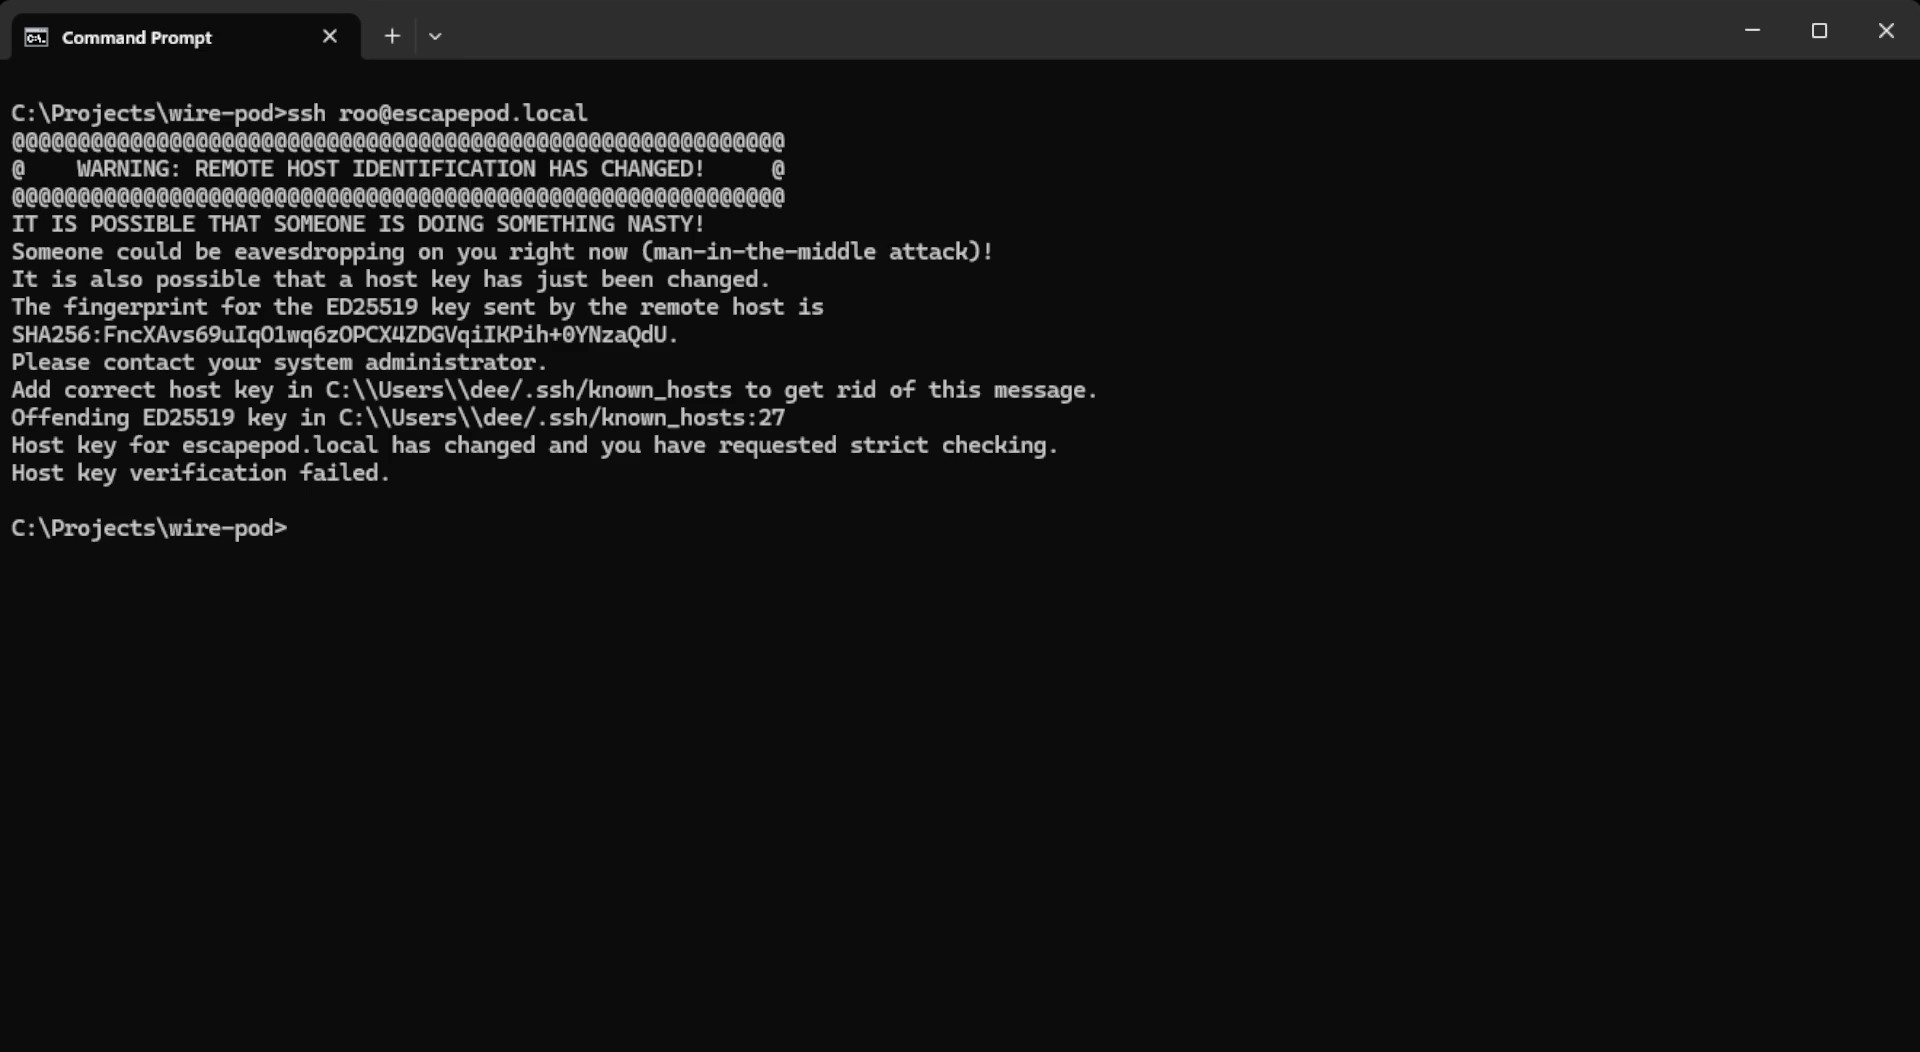 Command Prompt
C:\Projects\wire-pod>ssh roo@escapepod.local
@@@@@@@@@@@@@@@@@@@@@@@@@@@@@@@@@@@@@@@@@@@@@@@@@@@@@@@@@@@
@    WARNING: REMOTE HOST IDENTIFICATION HAS CHANGED!     @
@@@@@@@@@@@@@@@@@@@@@@@@@@@@@@@@@@@@@@@@@@@@@@@@@@@@@@@@@@@
IT IS POSSIBLE THAT SOMEONE IS DOING SOMETHING NASTY!
Someone could be eavesdropping on you right now (man-in-the-middle attack)!
It is also possible that a host key has just been changed.
The fingerprint for the ED25519 key sent by the remote host is
SHA256:FncXAvs69uIqO1wq6zOPCX4ZDGVqiIKPih+0YNzaQdU.
Please contact your system administrator.
Add correct host key in C:\\Users\\dee/.ssh/known_hosts to get rid of this message.
Offending ED25519 key in C:\\Users\\dee/.ssh/known_hosts:27
Host key for escapepod.local has changed and you have requested strict checking.
Host key verification failed.
C:\Projects\wire-pod>